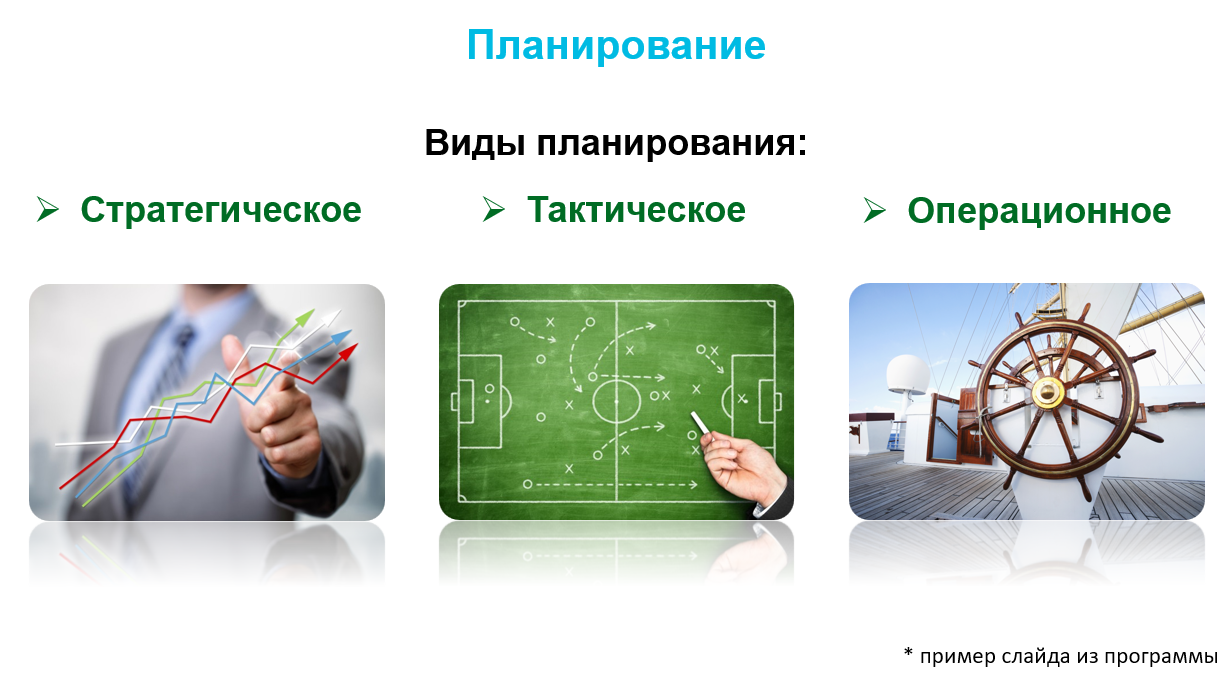 Планирование
Виды планирования:
➢ Стратегическое
➢ Тактическое
➢ Операционное
* пример слайда из программы